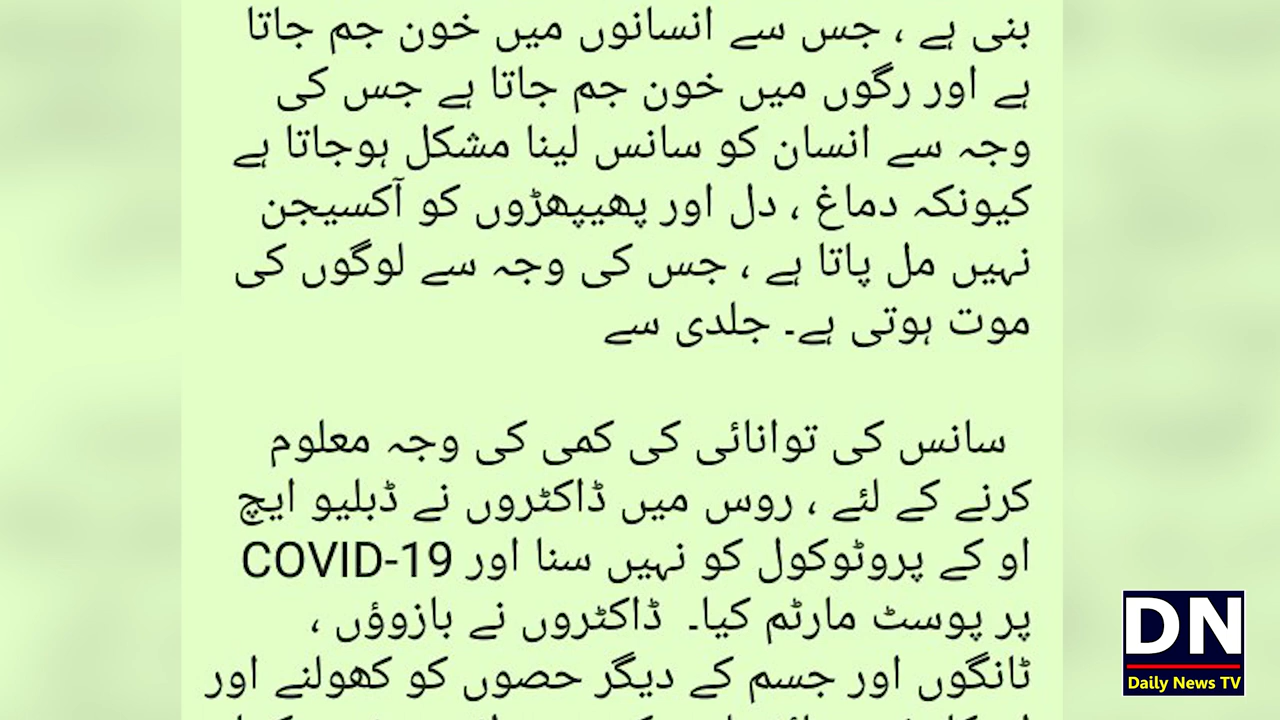 بنی ہے ، جس سے انسانوں میں خون جم جاتا
ہے اور رگوں میں خون جم جاتا ہے جس کی
وجہ سے انسان کو سانس لینا مشکل ہوجاتا ہے
کیونکہ دماغ ، دل اور پھیپھڑوں کو آکسیجن
نہیں مل پاتا ہے ، جس کی وجہ سے لوگوں کی
موت ہوتی ہے۔ جلدی سے
سانس کی توانائی کی کمی کی وجہ معلوم
کرنے کے لئے ، روس میں ڈاکٹروں نے ڈبلیو ایچ
او کے پروٹوکول کو نہیں سنا اور COVID-19
پر پوسٹ مارٹم کیا۔ ڈاکٹروں نے بازوؤں ،
ٹانگوں اور جسم کے دیگر حصوں کو کھولنے اور
DN
Daily News TV